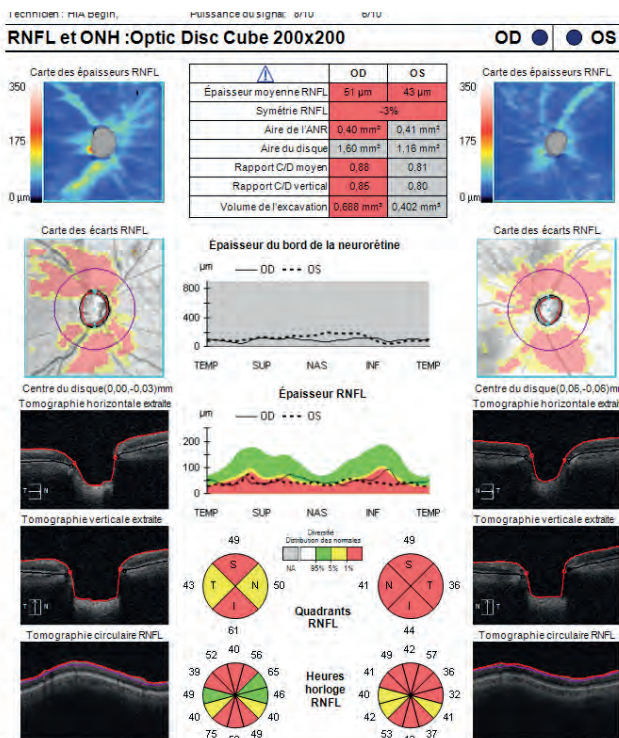 Technicien : HIA Begin, Puissance du signal: 8/10 6/10
RNFL et ONH :Optic Disc Cube 200x200 OD OS
Carte des épaisseurs RNFL
350
175
0 µm
OD OS
Épaisseur moyenne RNFL 51 µm 43 µm
Symétrie RNFL -3%
Aire de l'ANR 0,40 mm² 0,41 mm²
Aire du disque 1,60 mm² 1,16 mm²
Rapport C/D moyen 0,88 0.81
Rapport C/D vertical 0,85 0,80
Volume de l'excavation 0,688 mm³ 0,402 mm³
Carte des épaisseurs RNFL
350
175
0 µm
Carte des écarts RNFL
Carte des écarts RNFL
Épaisseur du bord de la neurorétine
µm OD OS
800
400
0
TEMP SUP NAS INF TEMP
Centre du disque(0,00,-0,03)mm
Tomographie horizontale extraite
Centre du disque(0,06,-0,06)mm
Tomographie horizontale extrait
Épaisseur RNFL
µm OD OS
200
100
0
TEMP SUP NAS INF TEMP
T N
N T
Tomographie verticale extraite
Tomographie verticale extraite
Diversifié
Distribution des normales
NA 95% 5% 1%
49
43 S T N I 50
61
Quadrants
RNFL
49
41 S N T I 36
44
Tomographie circulaire RNFL
Tomographie circulaire RNFL
Heures
horloge
RNFL
40
52 56
39 65
49 46
40 40
75 49
42
49 57
41 36
40 32
42 41
53 37